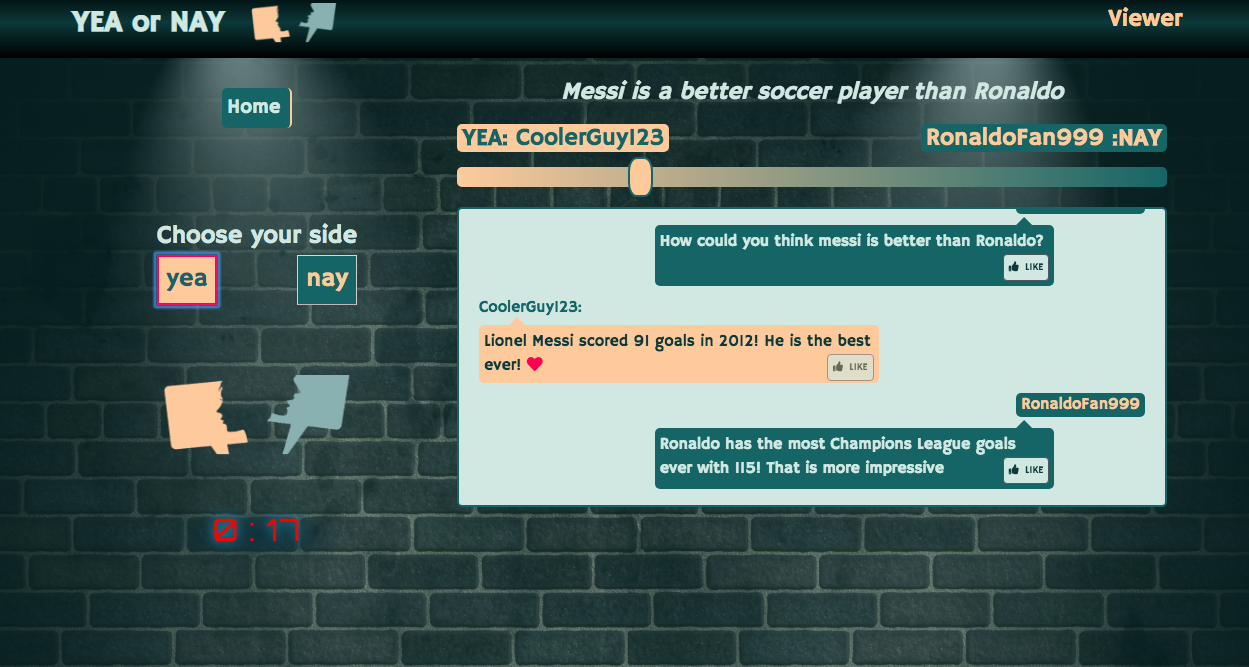 YEA or NAY
Viewer
Messi is a better soccer player than Ronaldo
Home
YEA: CoolerGuy123
RonaldoFan999 :NAY
Choose your side
yea
nay
How could you think messi is better than Ronaldo?
LIKE
CoolerGuy123:
Lionel Messi scored 91 goals in 2012! He is the best
ever! ♥
LIKE
RonaldoFan999
Ronaldo has the most Champions League goals
ever with 115! That is more impressive
LIKE
0:17